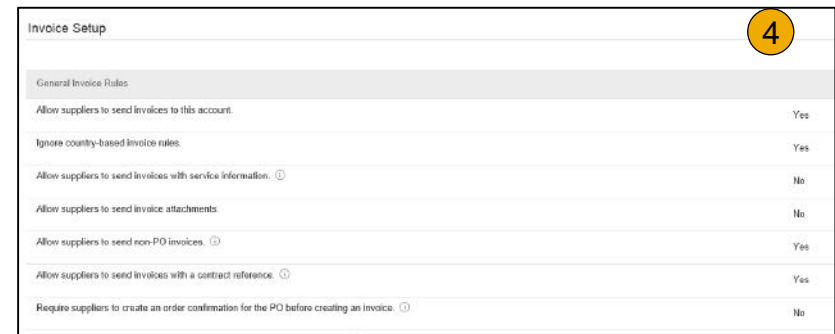 Invoice Setup
4
General Invoice Rules
Allow suppliers to send invoices to this account. Yes
Ignore country-based invoice rules. Yes
Allow suppliers to send invoices with service information. No
Allow suppliers to send invoice attachments. No
Allow suppliers to send non-PO invoices. Yes
Allow suppliers to send invoices with a contract reference. Yes
Require suppliers to create an order confirmation for the PO before creating an invoice. No